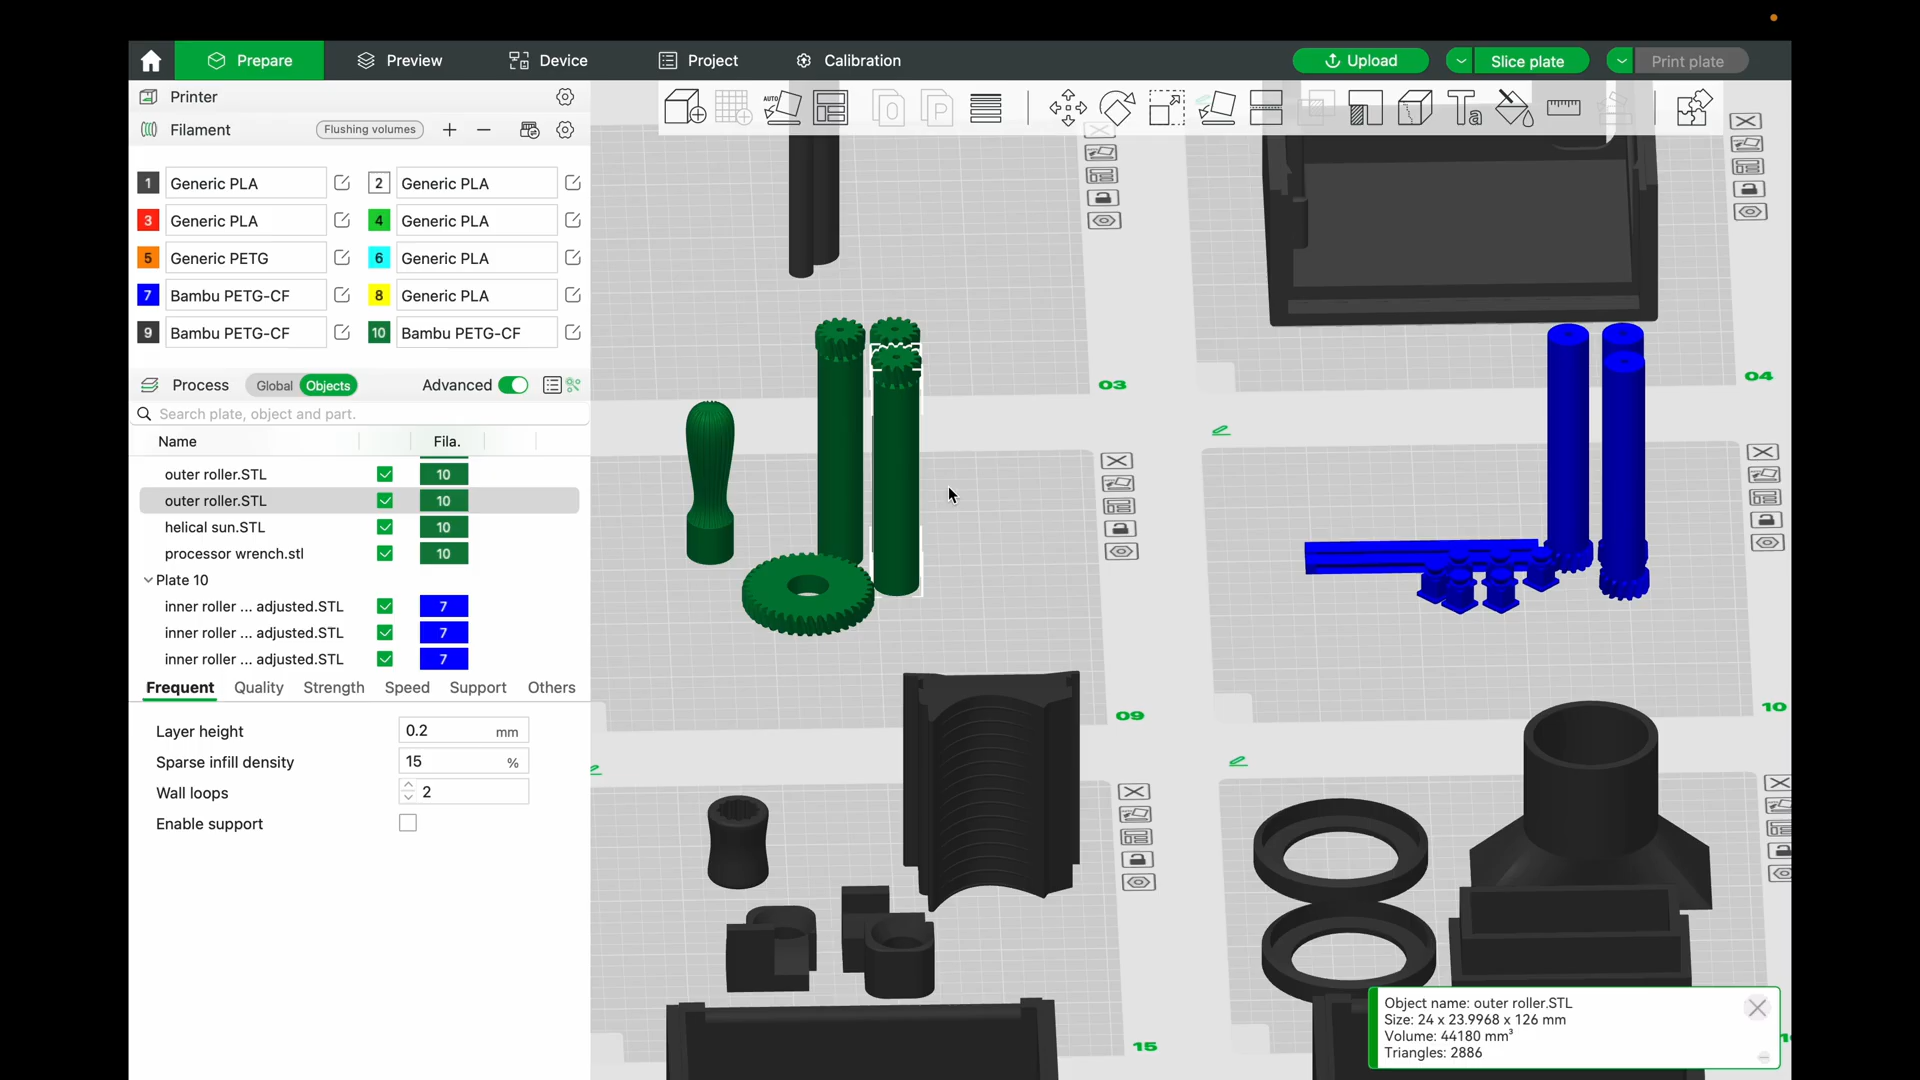 Prepare
Preview
Device
Project
Calibration
Upload
Slice plate
Print plate
Printer
Filament
Flushing volumes
AUTO
1 Generic PLA
2 Generic PLA
3 Generic PLA
4 Generic PLA
5 Generic PETG
6 Generic PLA
7 Bambu PETG-CF
8 Generic PLA
9 Bambu PETG-CF
10 Bambu PETG-CF
Process
Global
Objects
Advanced
Search plate, object and part.
Name
Fila.
outer roller.STL 10
outer roller.STL 10
helical sun.STL 10
processor wrench.stl 10
Plate 10
inner roller ... adjusted.STL 7
inner roller ... adjusted.STL 7
inner roller ... adjusted.STL 7
Frequent
Quality
Strength
Speed
Support
Others
Layer height 0.2 mm
Sparse infill density 15 %
Wall loops 2
Enable support
03
04
09
10
15
Object name: outer roller.STL
Size: 24 x 23.9968 x 126 mm
Volume: 44180 mm³
Triangles: 2886